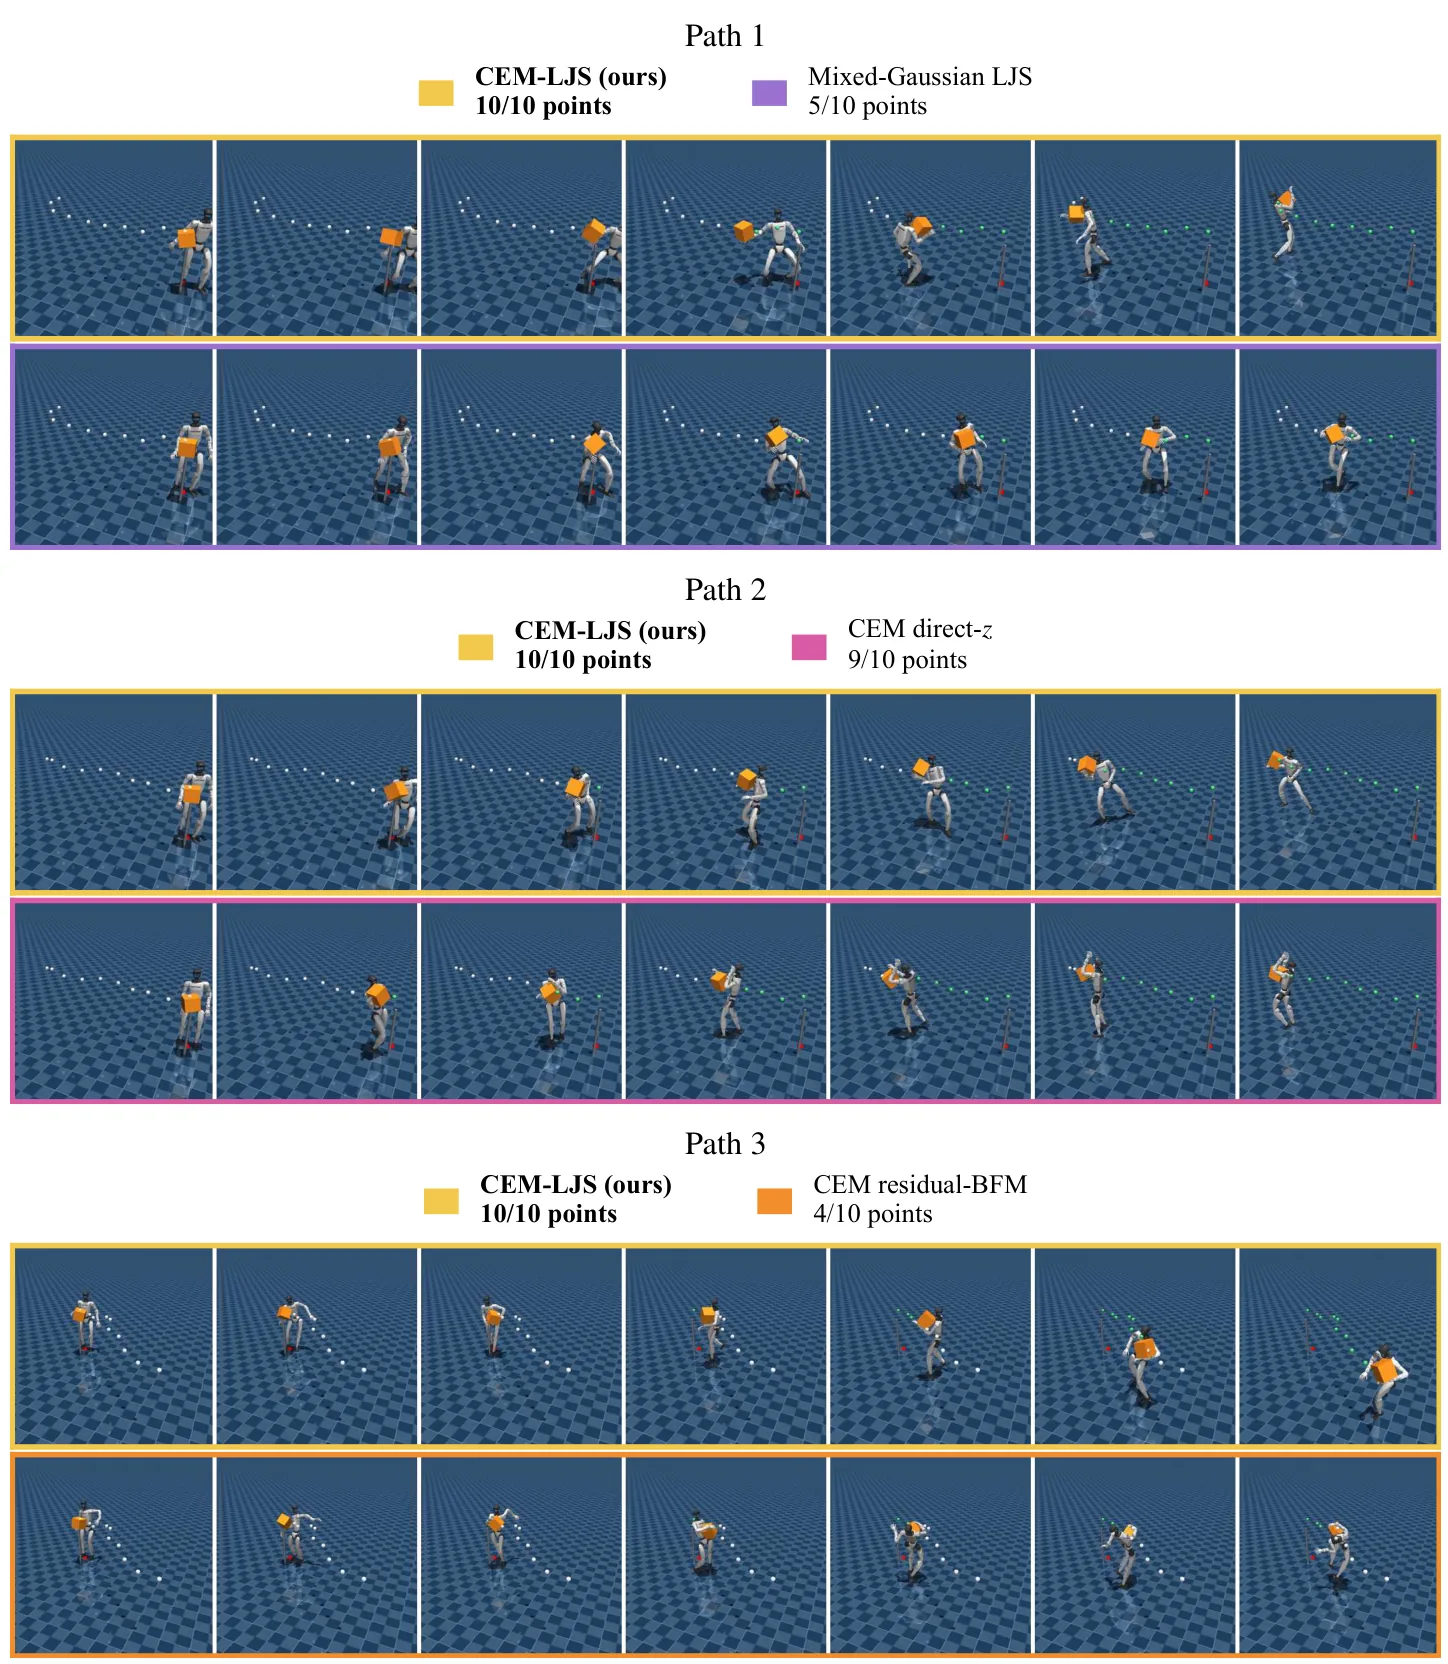 Path 1
CEM-LJS (ours)
10/10 points
Mixed-Gaussian LJS
5/10 points
Path 2
CEM-LJS (ours)
10/10 points
CEM direct-z
9/10 points
Path 3
CEM-LJS (ours)
10/10 points
CEM residual-BFM
4/10 points